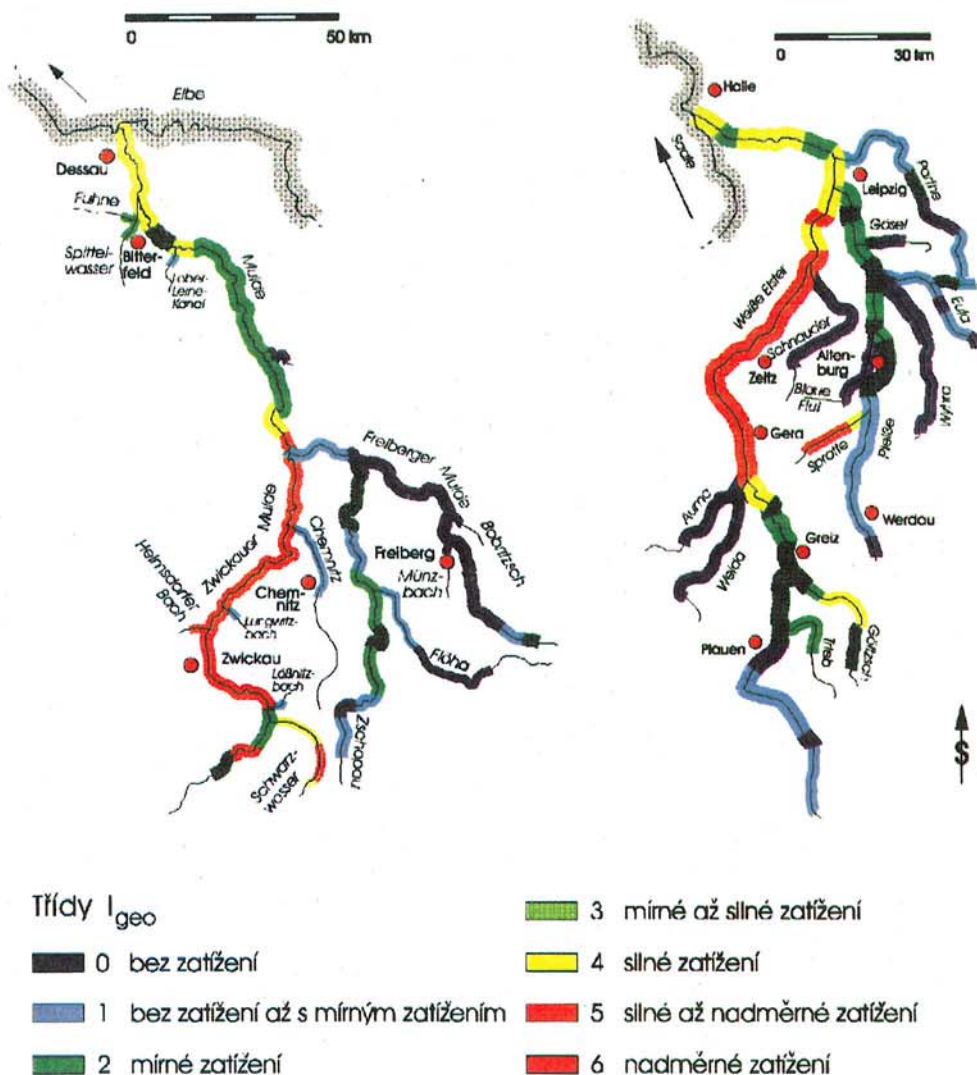 0 50 km
Elbe
Dessau
Fuhne
Spittel-
wasser
Bitter-
feld
Lober-
Leine-
Kanal
Mulde
Freiberger Mulde
Bobritzsch
Freiberg
Münz-
bach
Zwickauer Mulde
Chemnitz
Chem-
nitz
Helmsdorfer
Bach
Lungwitz-
bach
Zwickau
Lößnitz-
bach
Flöha
Zschopau
Schwarz-
wasser
0 30 km
Halle
Saale
Leipzig
Parthe
Gösel
Weiße Elster
Schnauder
Eula
Zeitz
Alten-
burg
Blaue
Flut
Wyhra
Gera
Sprotte
Pleiße
Werdau
Auma
Weida
Greiz
Plauen
Trieb
Göltzsch
S
Třídy I geo
0 bez zatížení
1 bez zatížení až s mírným zatížením
2 mírné zatížení
3 mírné až silné zatížení
4 silné zatížení
5 silné až nadměrné zatížení
6 nadměrné zatížení